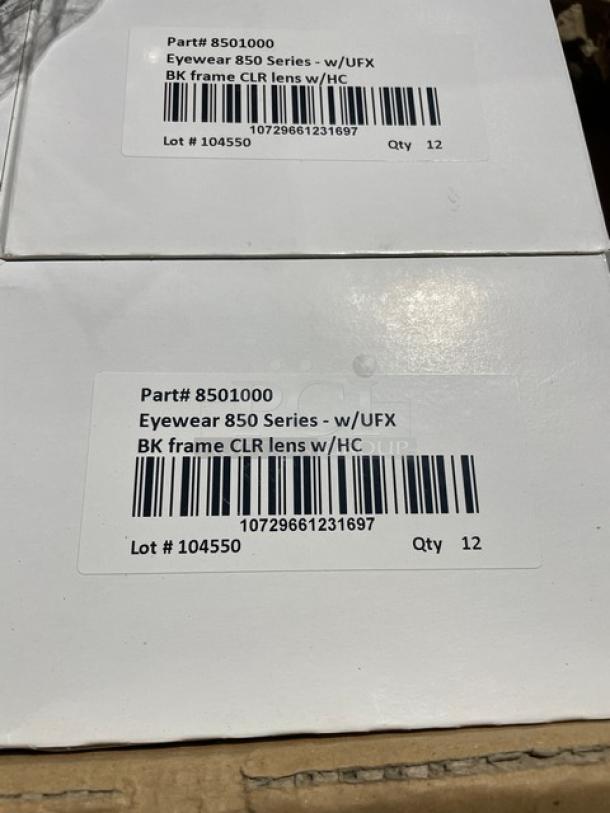 Part# 8501000
Eyewear 850 Series - w/UFX
BK frame CLR lens w/HC
10729661231697
Lot # 104550 Qty 12
Part# 8501000
Eyewear 850 Series - w/UFX
BK frame CLR lens w/HC
10729661231697
Lot # 104550 Qty 12